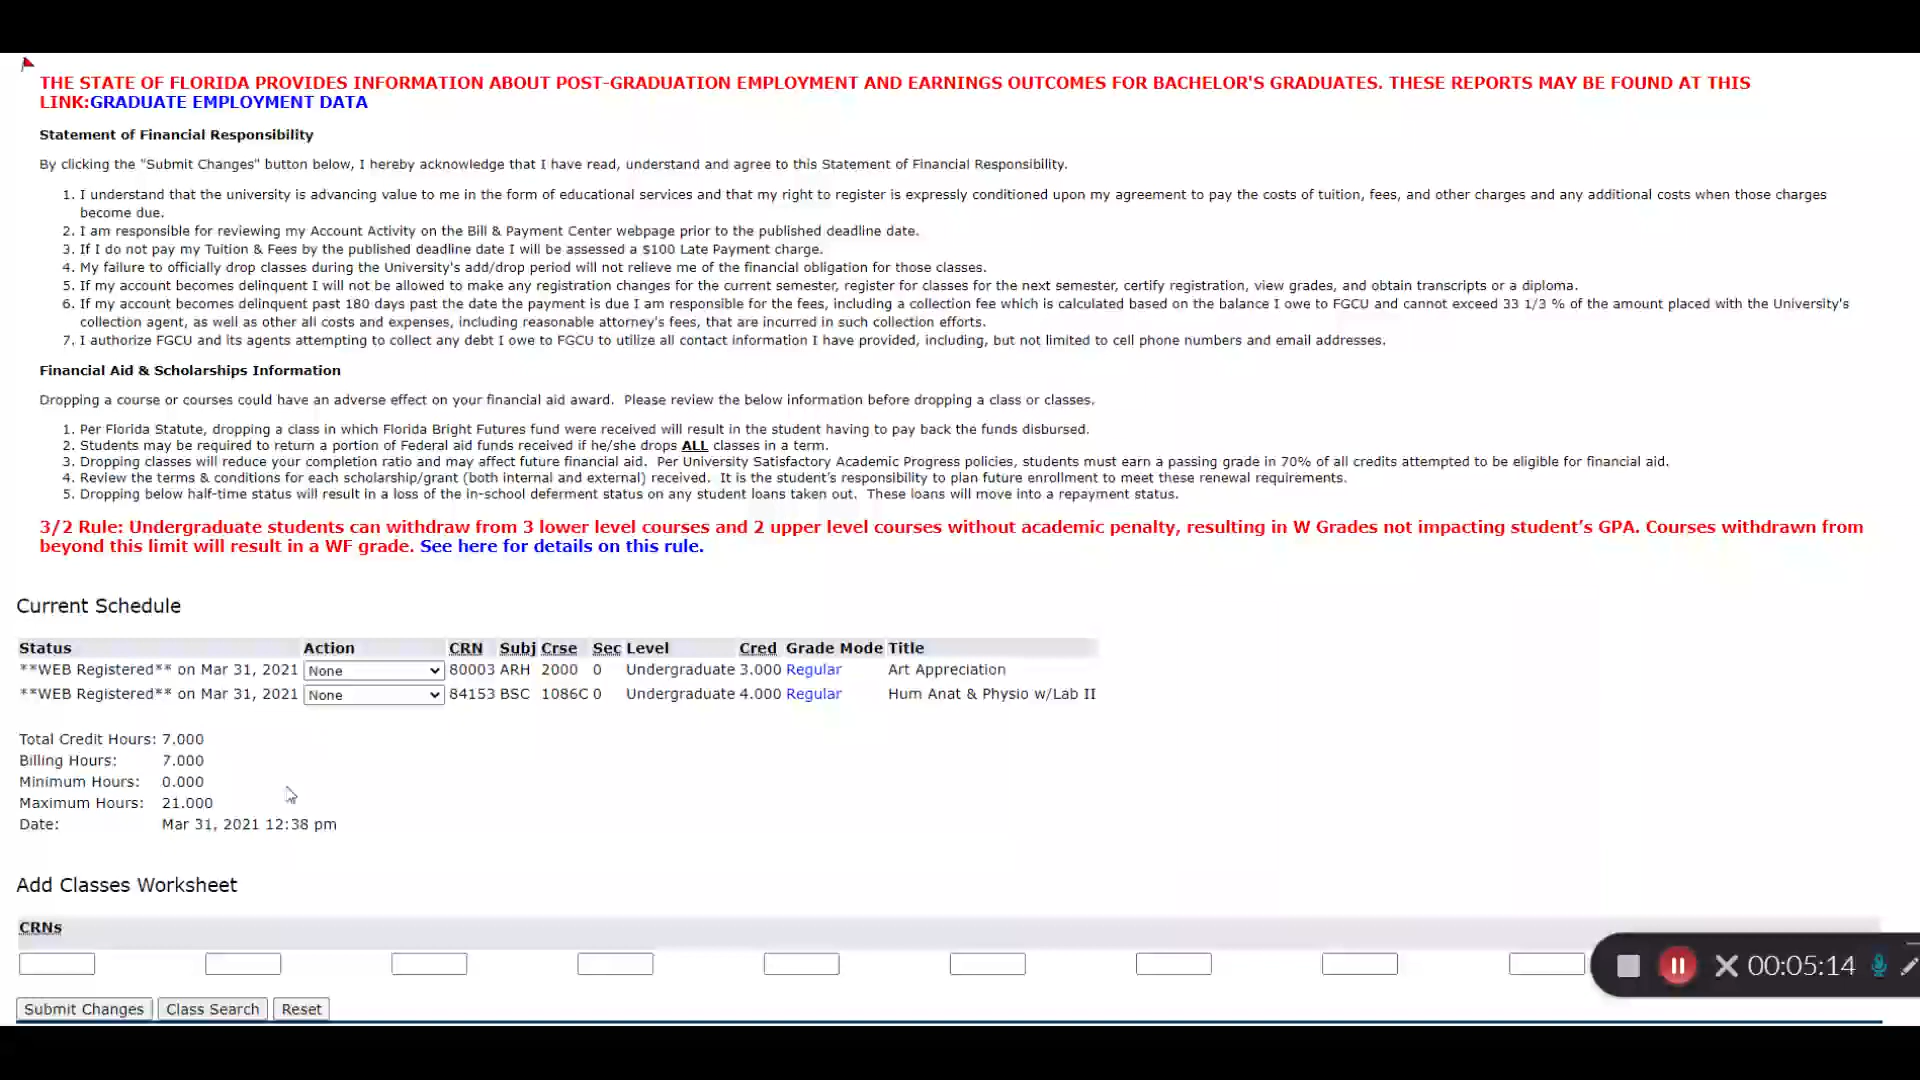 THE STATE OF FLORIDA PROVIDES INFORMATION ABOUT POST-GRADUATION EMPLOYMENT AND EARNINGS OUTCOMES FOR BACHELOR'S GRADUATES. THESE REPORTS MAY BE FOUND AT THIS
LINK:GRADUATE EMPLOYMENT DATA
Statement of Financial Responsibility
By clicking the "Submit Changes" button below, I hereby acknowledge that I have read, understand and agree to this Statement of Financial Responsibility.
1. I understand that the university is advancing value to me in the form of educational services and that my right to register is expressly conditioned upon my agreement to pay the costs of tuition, fees, and other charges and any additional costs when those charges
become due.
2. I am responsible for reviewing my Account Activity on the Bill & Payment Center webpage prior to the published deadline date.
3. If I do not pay my Tuition & Fees by the published deadline date I will be assessed a $100 Late Payment charge.
4. My failure to officially drop classes during the University's add/drop period will not relieve me of the financial obligation for those classes.
5. If my account becomes delinquent I will not be allowed to make any registration changes for the current semester, register for classes for the next semester, certify registration, view grades, and obtain transcripts or a diploma.
6. If my account becomes delinquent past 180 days past the date the payment is due I am responsible for the fees, including a collection fee which is calculated based on the balance I owe to FGCU and cannot exceed 33 1/3 % of the amount placed with the University's
collection agent, as well as other all costs and expenses, including reasonable attorney's fees, that are incurred in such collection efforts.
7. I authorize FGCU and its agents attempting to collect any debt I owe to FGCU to utilize all contact information I have provided, including, but not limited to cell phone numbers and email addresses.
Financial Aid & Scholarships Information
Dropping a course or courses could have an adverse effect on your financial aid award. Please review the below information before dropping a class or classes.
1. Per Florida Statute, dropping a class in which Florida Bright Futures fund were received will result in the student having to pay back the funds disbursed.
2. Students may be required to return a portion of Federal aid funds received if he/she drops ALL classes in a term.
3. Dropping classes will reduce your completion ratio and may affect future financial aid. Per University Satisfactory Academic Progress policies, students must earn a passing grade in 70% of all credits attempted to be eligible for financial aid.
4. Review the terms & conditions for each scholarship/grant (both internal and external) received. It is the student's responsibility to plan future enrollment to meet these renewal requirements.
5. Dropping below half-time status will result in a loss of the in-school deferment status on any student loans taken out. These loans will move into a repayment status.
3/2 Rule: Undergraduate students can withdraw from 3 lower level courses and 2 upper level courses without academic penalty, resulting in W Grades not impacting student's GPA. Courses withdrawn from
beyond this limit will result in a WF grade. See here for details on this rule.
Current Schedule
Status Action CRN Subj Crse Sec Level Cred Grade Mode Title
**WEB Registered** on Mar 31, 2021 None 80003 ARH 2000 0 Undergraduate 3.000 Regular Art Appreciation
**WEB Registered** on Mar 31, 2021 None 84153 BSC 1086C 0 Undergraduate 4.000 Regular Hum Anat & Physio w/Lab II
Total Credit Hours: 7.000
Billing Hours: 7.000
Minimum Hours: 0.000
Maximum Hours: 21.000
Date: Mar 31, 2021 12:38 pm
Add Classes Worksheet
CRNs
00:05:14
Submit Changes Class Search Reset